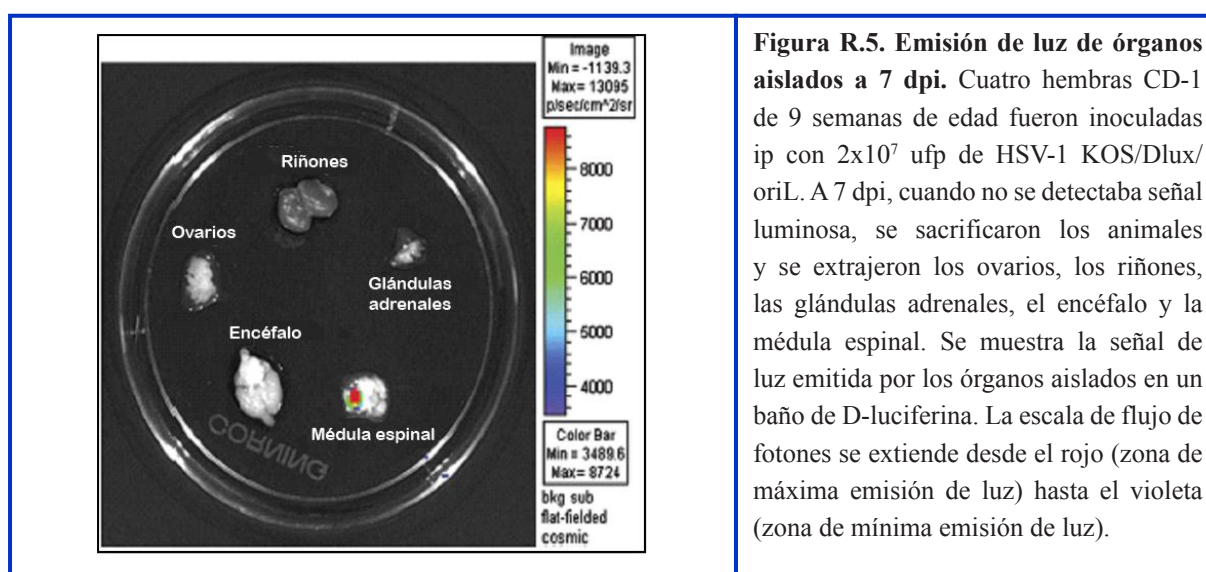 Image
Min = -1139.3
Max= 13095
p/sec/cm^2/sr
8000
7000
6000
5000
4000
Color Bar
Min = 3489.6
Max= 8724
bkg sub
flat-fielded
cosmic
Riñones
Ovarios
Glándulas
adrenales
Encéfalo
Médula espinal
CORNING
Figura R.5. Emisión de luz de órganos
aislados a 7 dpi. Cuatro hembras CD-1
de 9 semanas de edad fueron inoculadas
ip con 2x10⁷ ufp de HSV-1 KOS/Dlux/
oriL. A 7 dpi, cuando no se detectaba señal
luminosa, se sacrificaron los animales
y se extrajeron los ovarios, los riñones,
las glándulas adrenales, el encéfalo y la
médula espinal. Se muestra la señal de
luz emitida por los órganos aislados en un
baño de D-luciferina. La escala de flujo de
fotones se extiende desde el rojo (zona de
máxima emisión de luz) hasta el violeta
(zona de mínima emisión de luz).